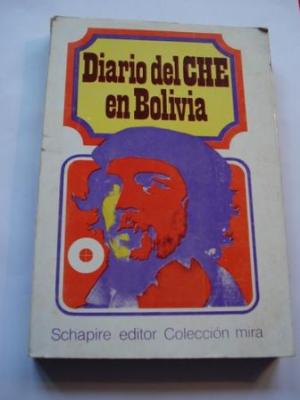 Diario del CHE
en Bolivia
Schapire editor Colección mira